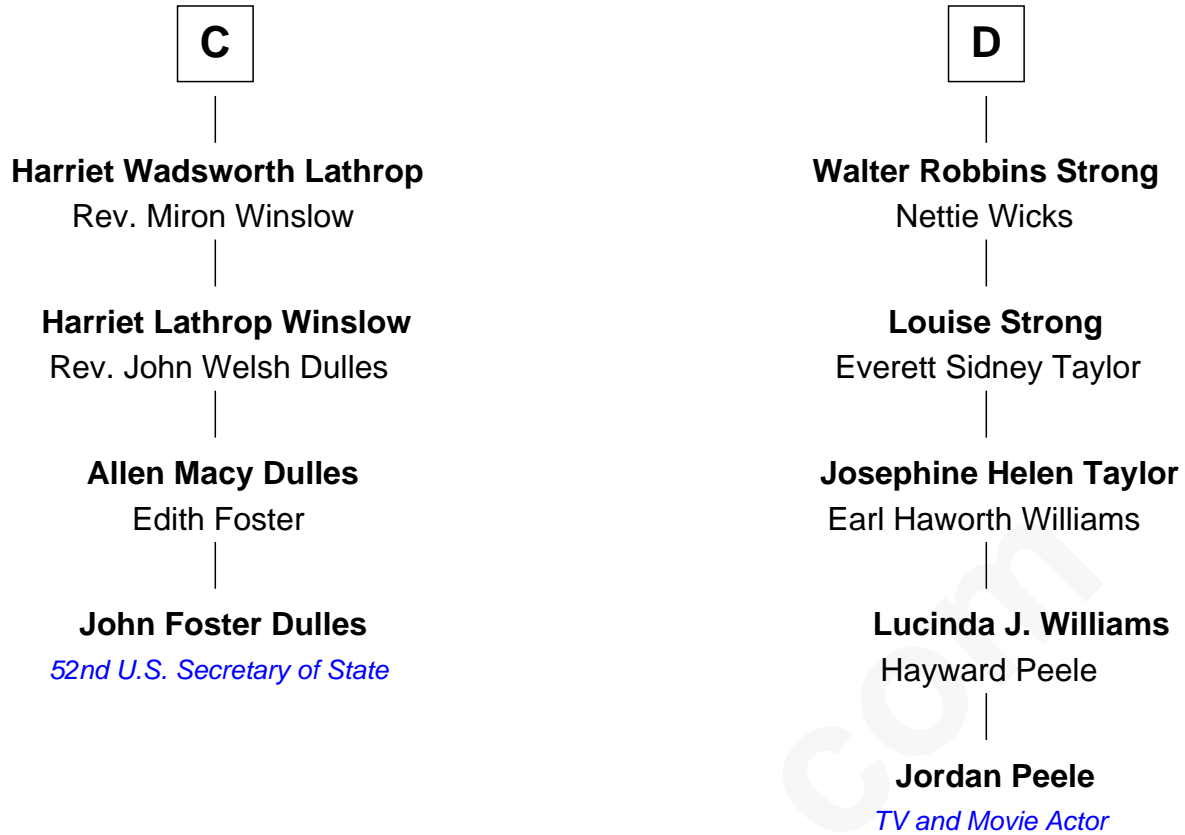 C
Harriet Wadsworth Lathrop
Rev. Miron Winslow
Harriet Lathrop Winslow
Rev. John Welsh Dulles
Allen Macy Dulles
Edith Foster
John Foster Dulles
52nd U.S. Secretary of State
D
Walter Robbins Strong
Nettie Wicks
Louise Strong
Everett Sidney Taylor
Josephine Helen Taylor
Earl Haworth Williams
Lucinda J. Williams
Hayward Peele
Jordan Peele
TV and Movie Actor
com